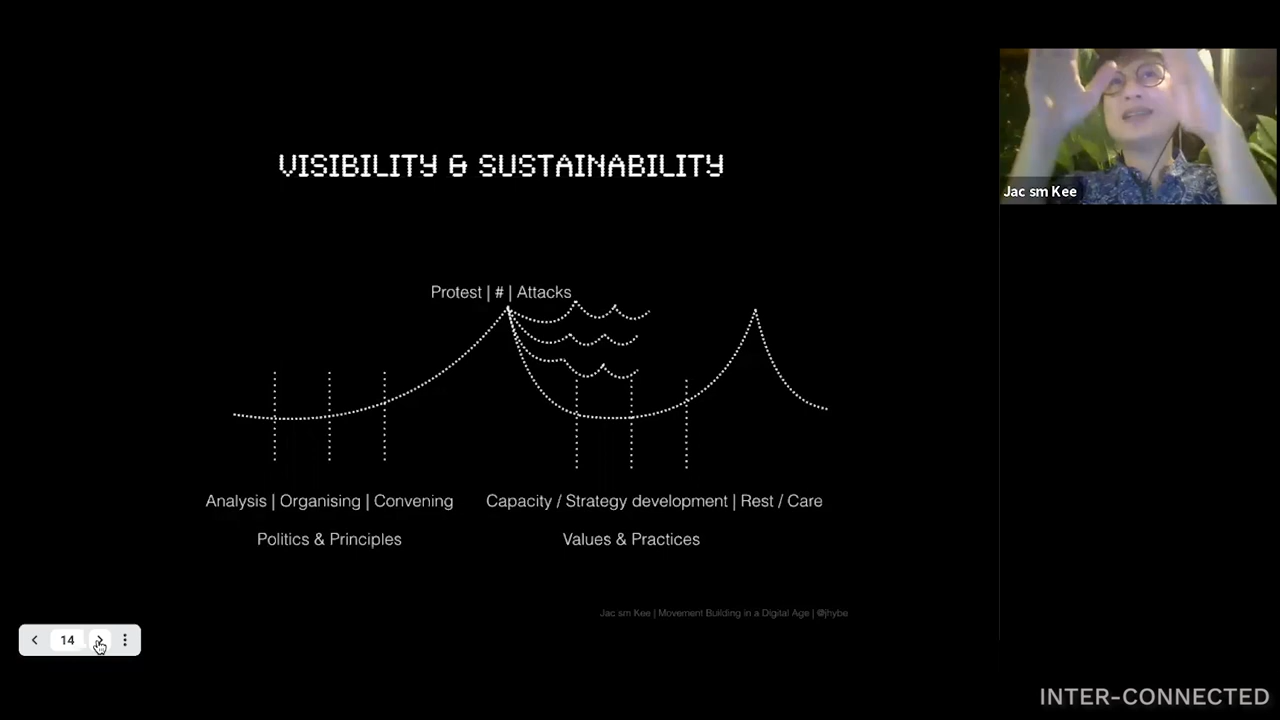 VISIBILITY & SUSTAINABILITY
Jac sm Kee
Protest | # | Attacks
Analysis | Organising | Convening
Capacity / Strategy development | Rest / Care
Politics & Principles
Values & Practices
Jac sm Kee | Movement Building in a Digital Age | @jhybe
14
INTER-CONNECTED